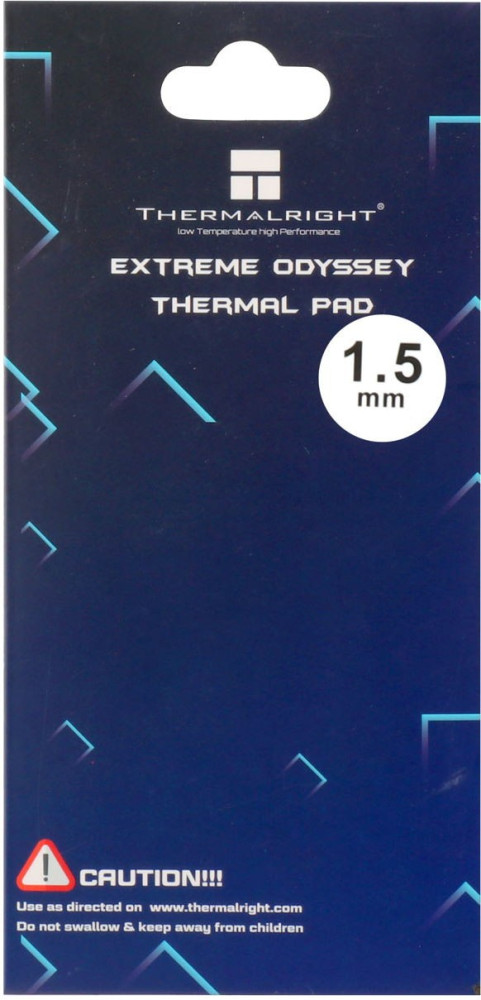 THERMALRIGHT®
low Temperature high Performance
EXTREME ODYSSEY
THERMAL PAD
1.5
mm
CAUTION!!!
Use as directed on www.thermalright.com
Do not swallow & keep away from children